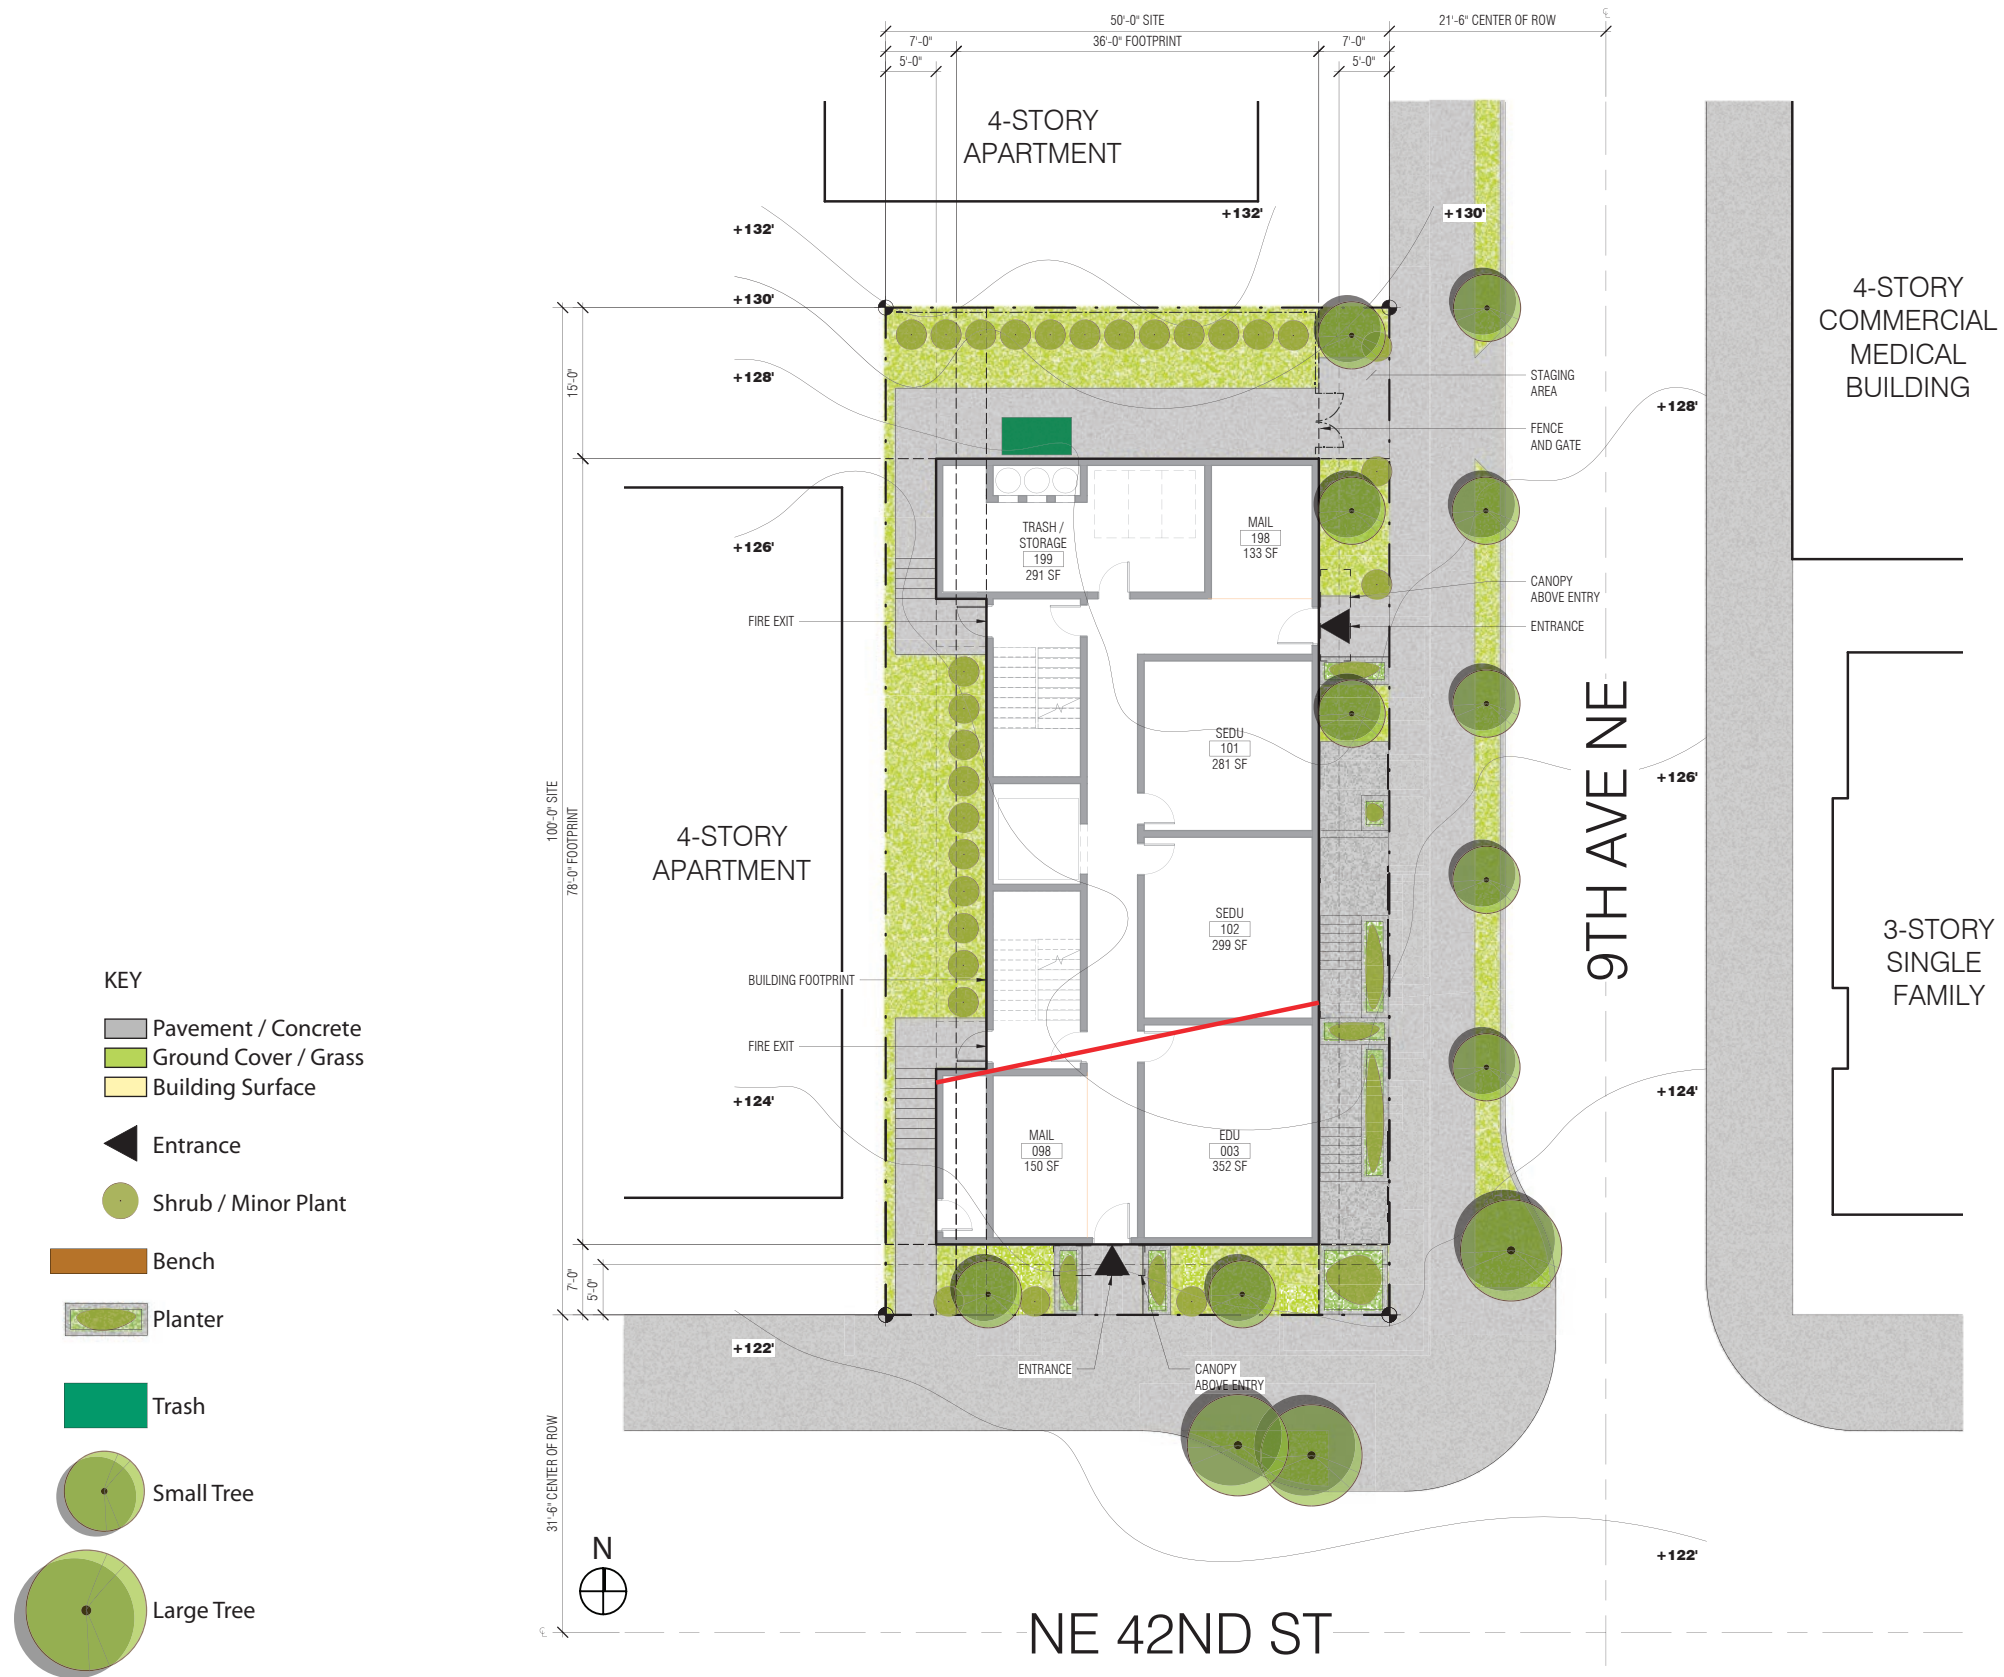 50'-0" SITE
21'-6" CENTER OF ROW
7'-0"
36'-0" FOOTPRINT
7'-0"
5'-0"
5'-0"
4-STORY
APARTMENT
+132'
+132'
+130'
+130'
+128'
+126'
+124'
+122'
4-STORY
COMMERCIAL
MEDICAL
BUILDING
STAGING
AREA
+128'
FENCE
AND GATE
15'-0"
TRASH /
STORAGE
199
291 SF
MAIL
198
133 SF
CANOPY
ABOVE ENTRY
ENTRANCE
FIRE EXIT
SEDU
101
281 SF
9TH AVE NE
+126'
100'-0" SITE
78'-0" FOOTPRINT
4-STORY
APARTMENT
SEDU
102
299 SF
3-STORY
SINGLE
FAMILY
BUILDING FOOTPRINT
FIRE EXIT
+124'
MAIL
098
150 SF
EDU
003
352 SF
7'-0"
5'-0"
ENTRANCE
CANOPY
ABOVE ENTRY
31'-6" CENTER OF ROW
+122'
N
NE 42ND ST
KEY
Pavement / Concrete
Ground Cover / Grass
Building Surface
Entrance
Shrub / Minor Plant
Bench
Planter
Trash
Small Tree
Large Tree